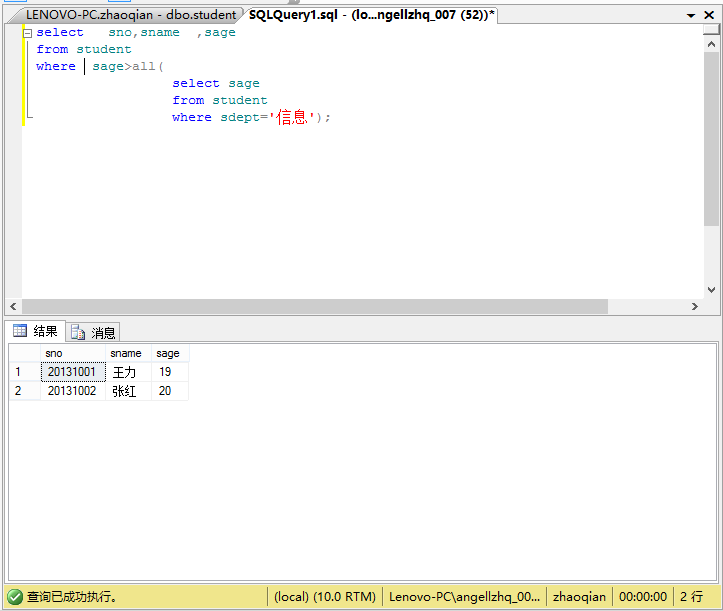 LENOVO-PC.zhaoqian - dbo.student SQLQuery1.sql - (lo...ngellzhq_007 (52))*
select sno,sname ,sage
from student
where sage>all(
select sage
from student
where sdept='信息');
结果 消息
sno sname sage
1 20131001 王力 19
2 20131002 张红 20
查询已成功执行。 (local) (10.0 RTM) Lenovo-PC\angellzhq_00... zhaoqian 00:00:00 2 行